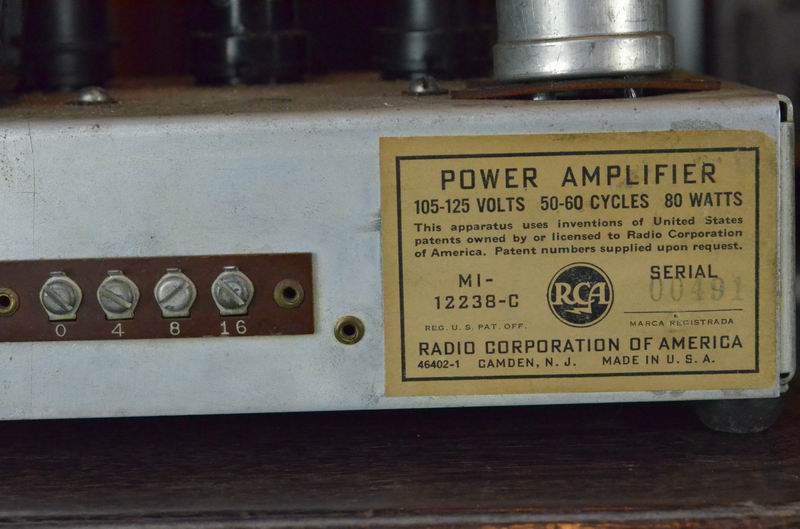 POWER AMPLIFIER
105-125 VOLTS 50-60 CYCLES 80 WATTS
This apparatus uses inventions of United States
patents owned by or licensed to Radio Corporation
of America. Patent numbers supplied upon request.
MI-
12238-C
RCA
SERIAL
00491
REG. U. S. PAT. OFF.
MARCA REGISTRADA
RADIO CORPORATION OF AMERICA
46402-1 CAMDEN, N. J. MADE IN U. S. A.
0 4 8 16